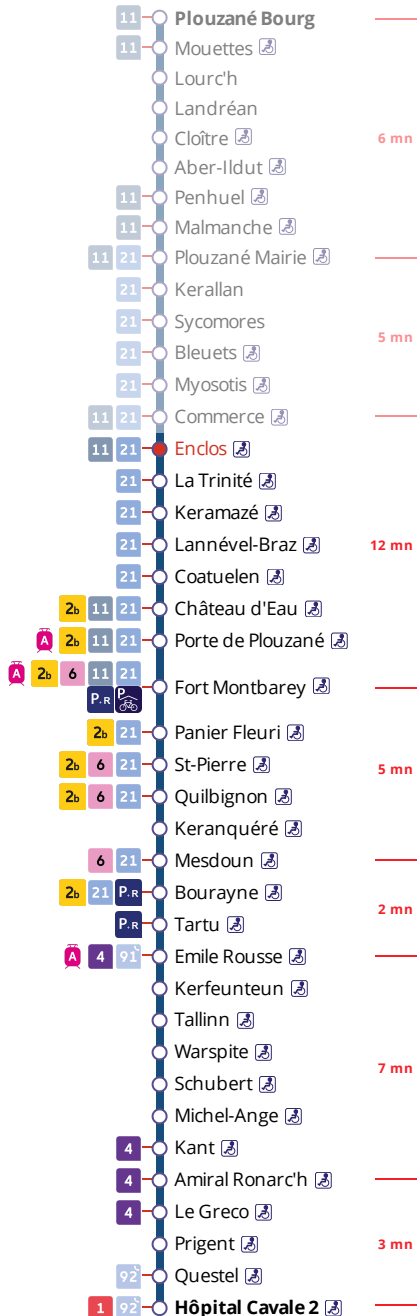 11 Plouzané Bourg
11 Mouettes
Lourc'h
Landréan
Cloître 6 mn
Aber-Ildut
11 Penhuel
11 Malmanche
11 21 Plouzané Mairie
21 Kerallan
21 Sycomores
5 mn
21 Bleuets
21 Myosotis
11 21 Commerce
11 21 Enclos
21 La Trinité
21 Keramazé
21 Lannével-Braz 12 mn
21 Coatuelen
2b 11 21 Château d'Eau
A 2b 11 21 Porte de Plouzané
A 2b 6 11 21
Fort Montbarey
P.R P
2b 21 Panier Fleuri
2b 6 21 St-Pierre 5 mn
2b 6 21 Quilbignon
Keranquéré
6 21 Mesdoun
2b 21 P.R Bourayne
2 mn
P.R Tartu
A 4 91 Emile Rousse
Kerfeunteun
Tallinn
Warspite
7 mn
Schubert
Michel-Ange
4 Kant
4 Amiral Ronarc'h
4 Le Greco
Prigent 3 mn
92 Questel
1 92 Hôpital Cavale 2